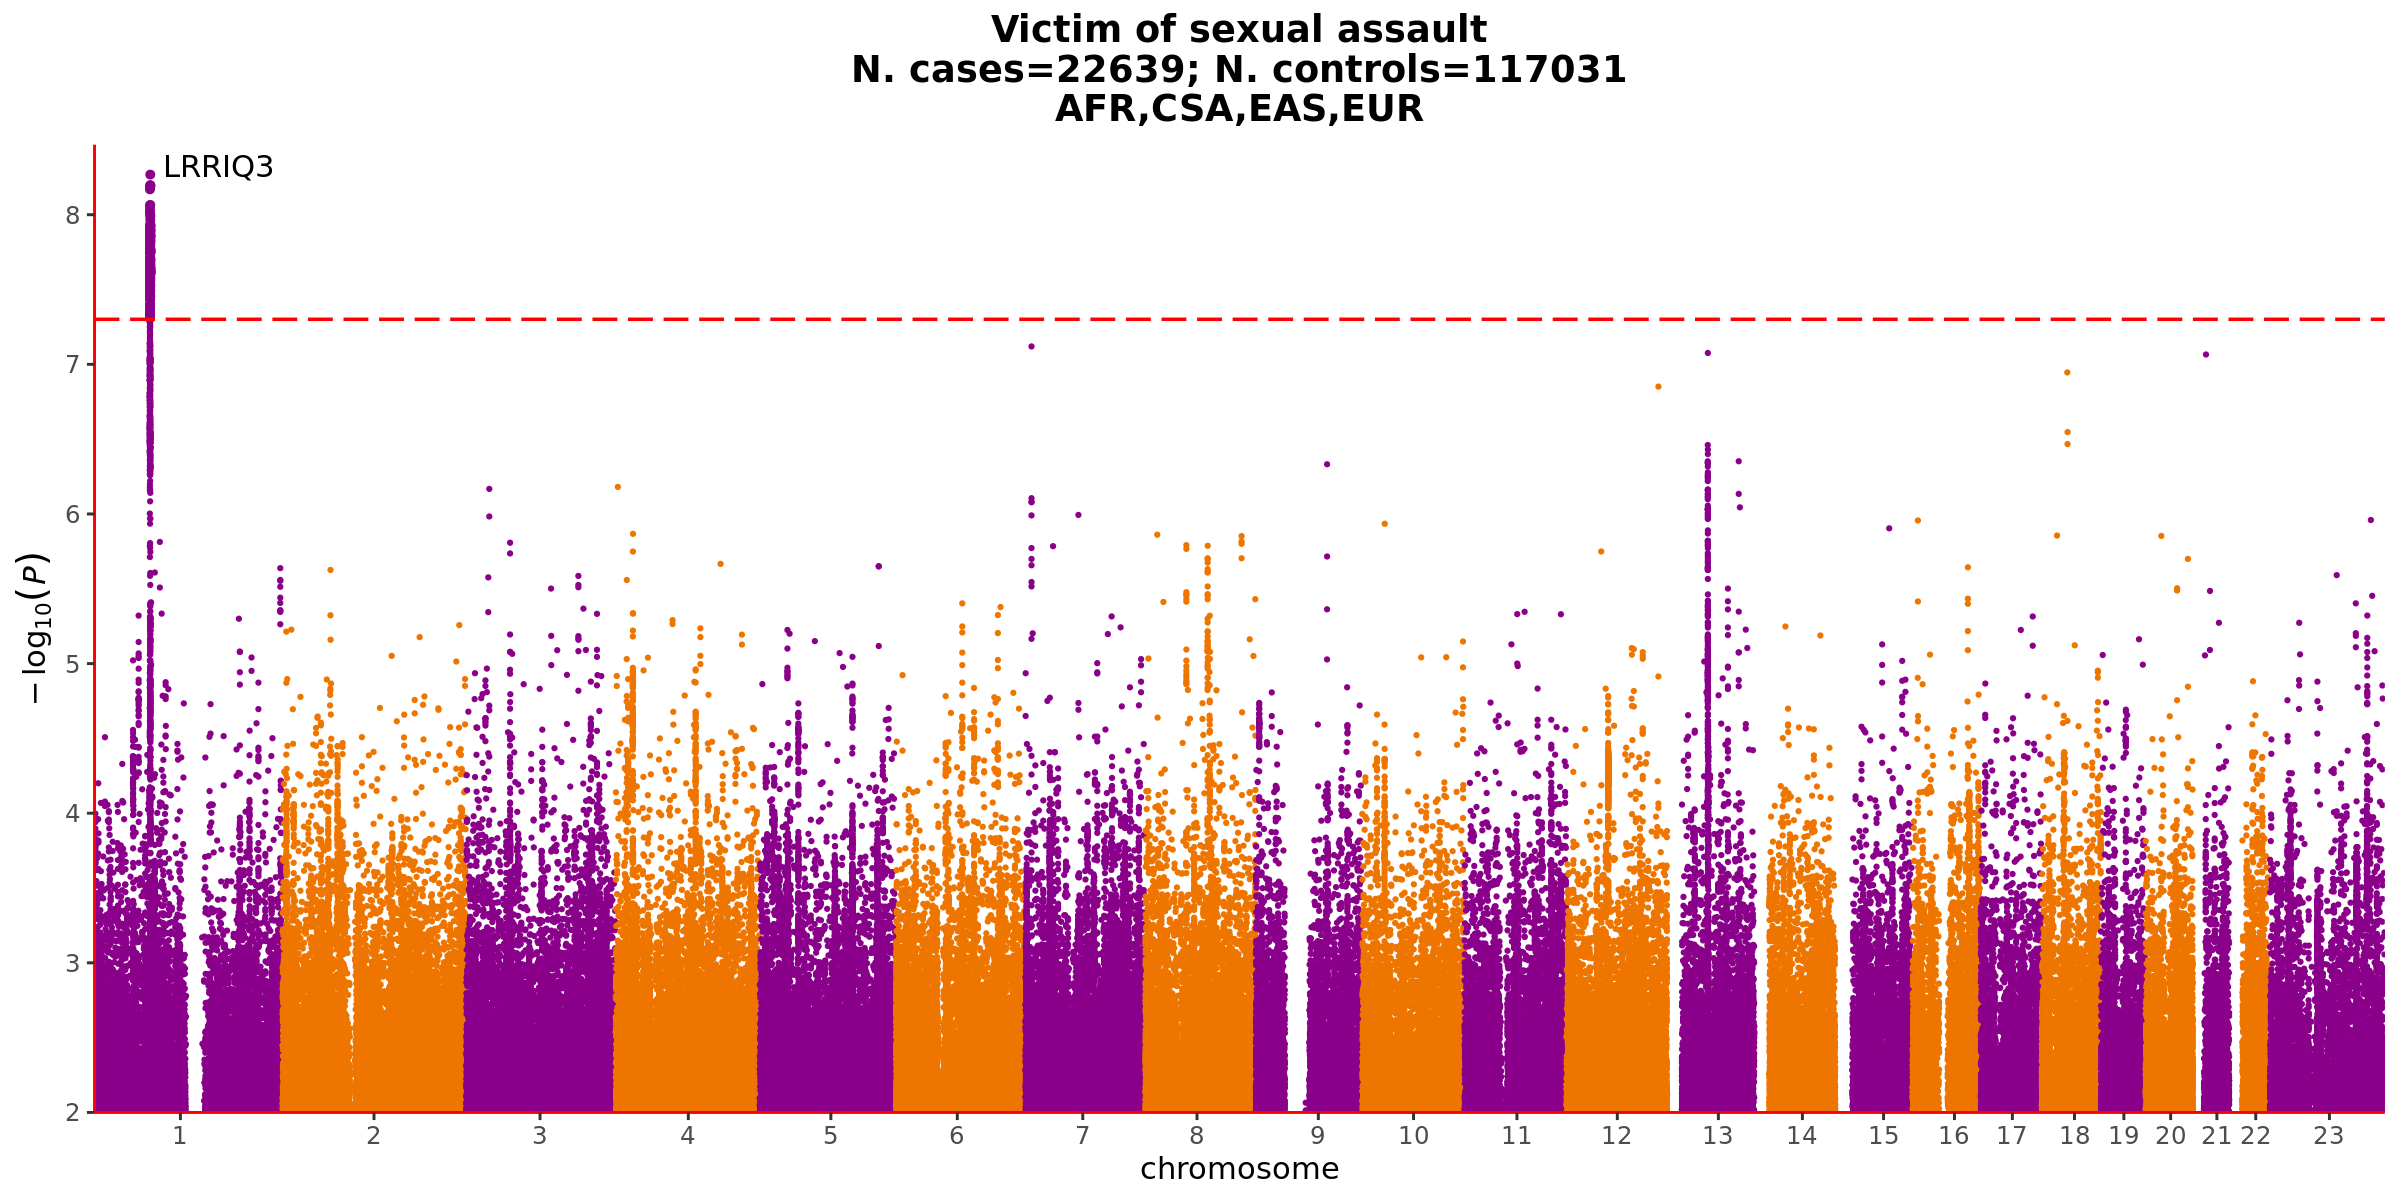 Victim of sexual assault
N. cases=22639; N. controls=117031
AFR,CSA,EAS,EUR
LRRIQ3
8
7
6
5
4
3
2
−log10(P)
1 2 3 4 5 6 7 8 9 10 11 12 13 14 15 16 17 18 19 20 21 22 23
chromosome